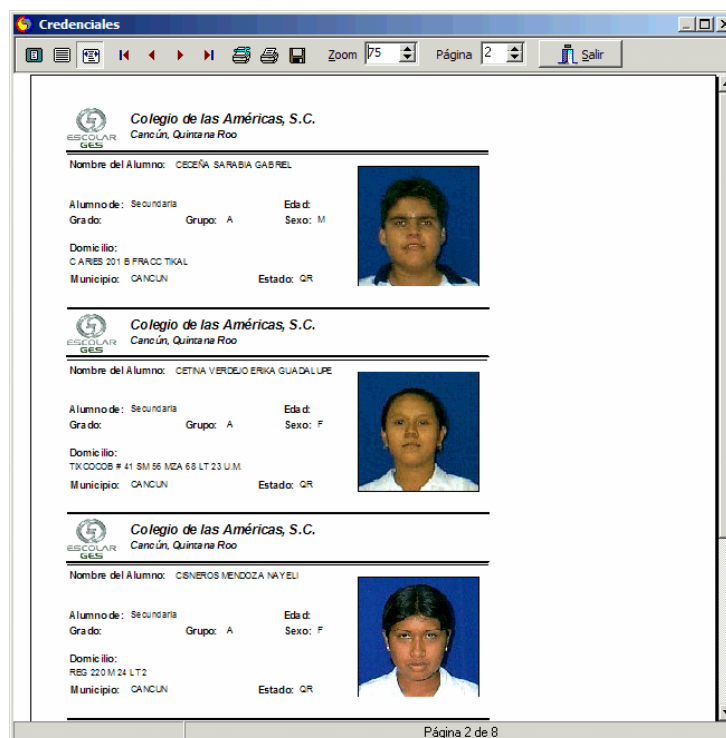 Credenciales
Zoom 75 Página 2 Salir
ESCOLAR
GES
Colegio de las Américas, S.C.
Cancún, Quintana Roo
Nombre del Alumno: CECEÑA SARABIA GABREL
Alumno de: Secundaria Edad:
Grado: Grupo: A Sexo: M
Domicilio:
C ARIES 201 B FRACC TIKAL
Municipio: CANCUN Estado: QR
ESCOLAR
GES
Colegio de las Américas, S.C.
Cancún, Quintana Roo
Nombre del Alumno: CETINA VERDEJO ERIKA GUADALUPE
Alumno de: Secundaria Edad:
Grado: Grupo: A Sexo: F
Domicilio:
TIXCOCOB # 41 SM 56 MZA 68 LT 23 U.M.
Municipio: CANCUN Estado: QR
ESCOLAR
GES
Colegio de las Américas, S.C.
Cancún, Quintana Roo
Nombre del Alumno: CISNEROS MENDOZA NAYELI
Alumno de: Secundaria Edad:
Grado: Grupo: A Sexo: F
Domicilio:
REG 220 M 24 LT 2
Municipio: CANCUN Estado: QR
Página 2 de 8